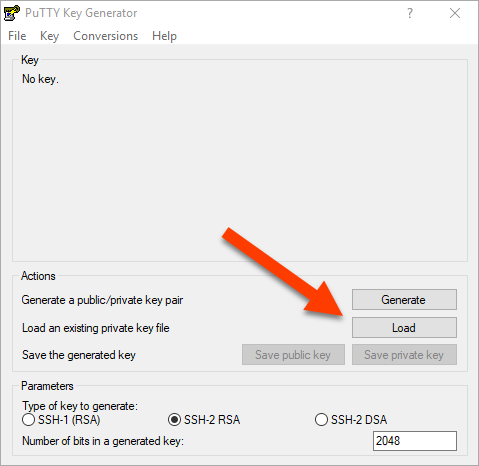 PuTTY Key Generator ?
File Key Conversions Help
Key
No key.
Actions
Generate a public/private key pair Generate
Load an existing private key file Load
Save the generated key Save public key Save private key
Parameters
Type of key to generate:
SSH-1 (RSA) SSH-2 RSA SSH-2 DSA
Number of bits in a generated key: 2048